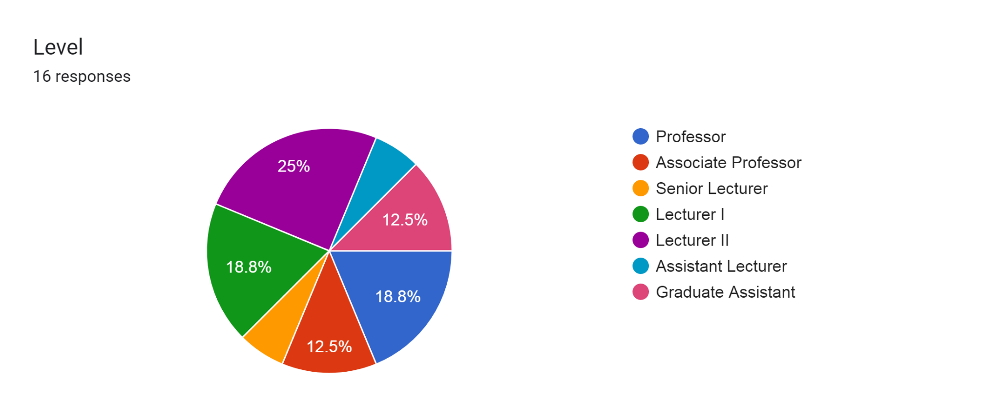 Level
16 responses
25%
12.5%
18.8%
18.8%
12.5%
Professor
Associate Professor
Senior Lecturer
Lecturer I
Lecturer II
Assistant Lecturer
Graduate Assistant